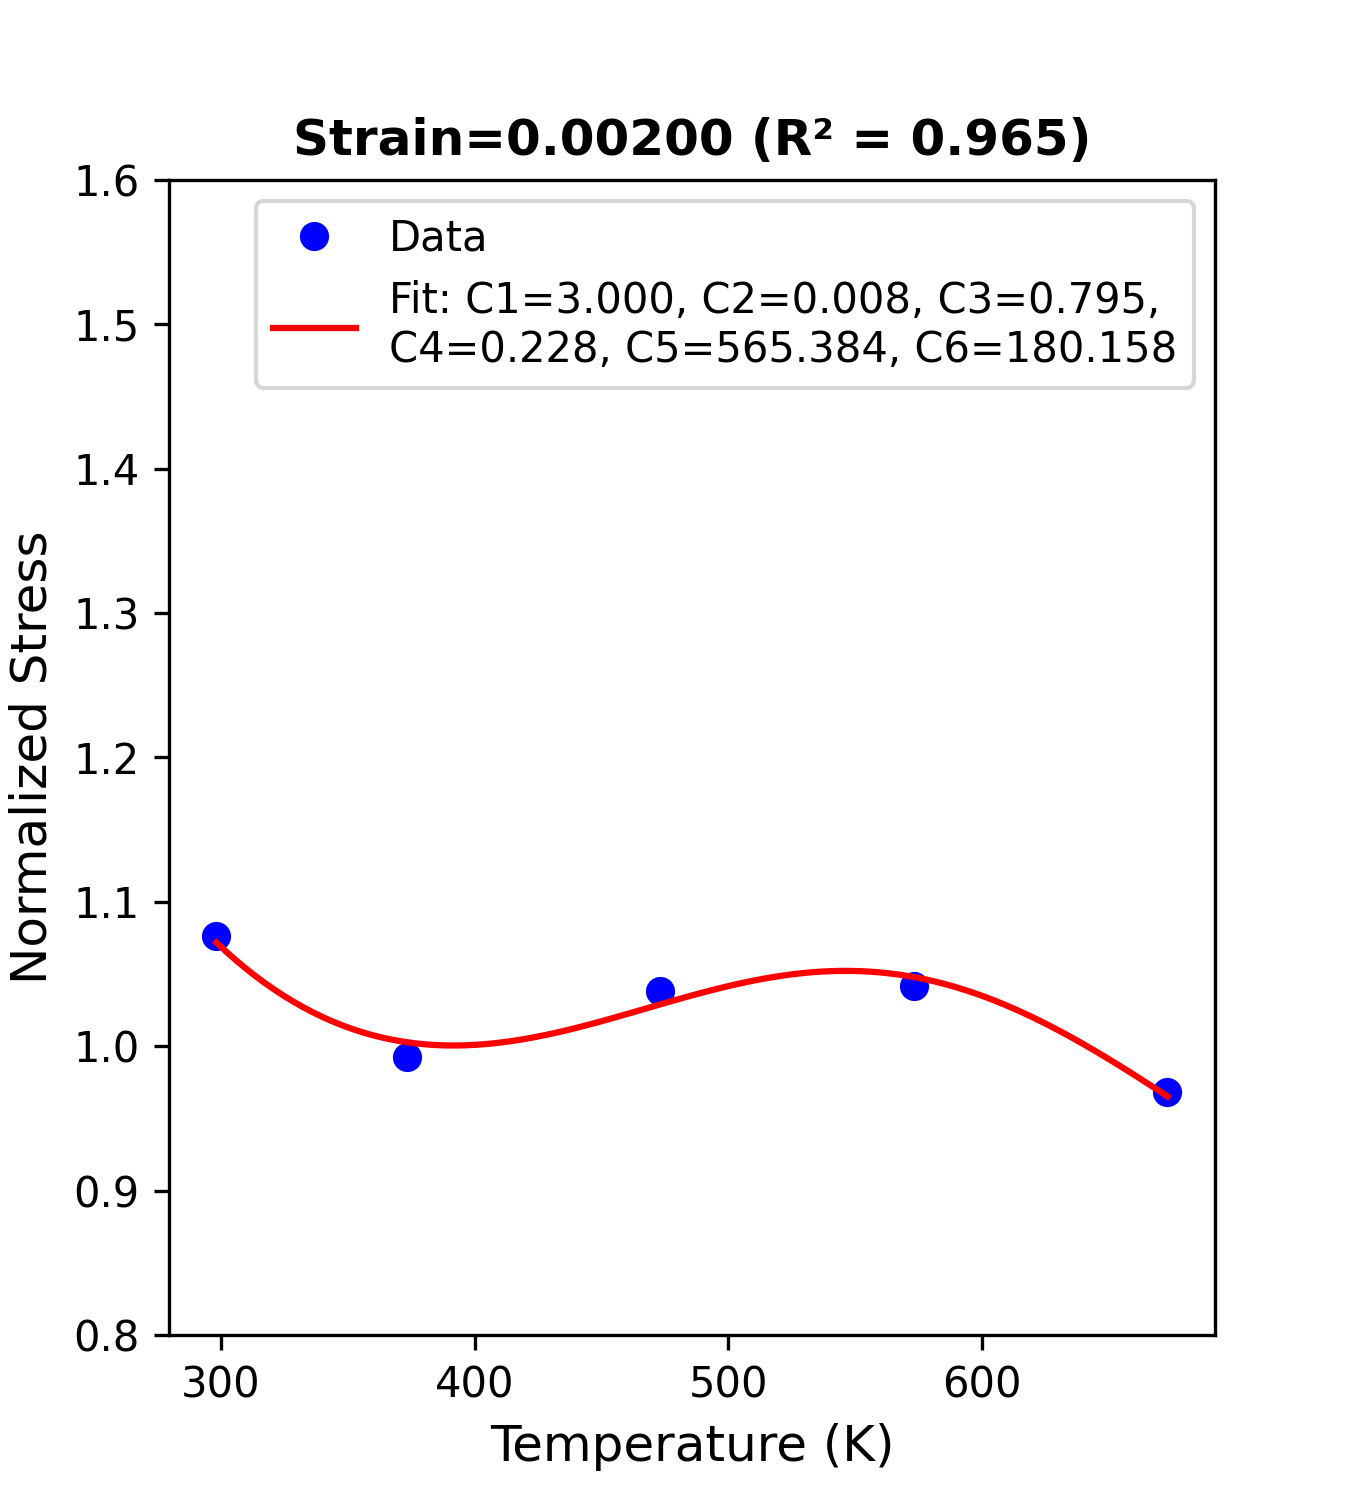 Strain=0.00200 (R² = 0.965)
Data
Fit: C1=3.000, C2=0.008, C3=0.795,
C4=0.228, C5=565.384, C6=180.158
Normalized Stress
1.6
1.5
1.4
1.3
1.2
1.1
1.0
0.9
0.8
300 400 500 600
Temperature (K)